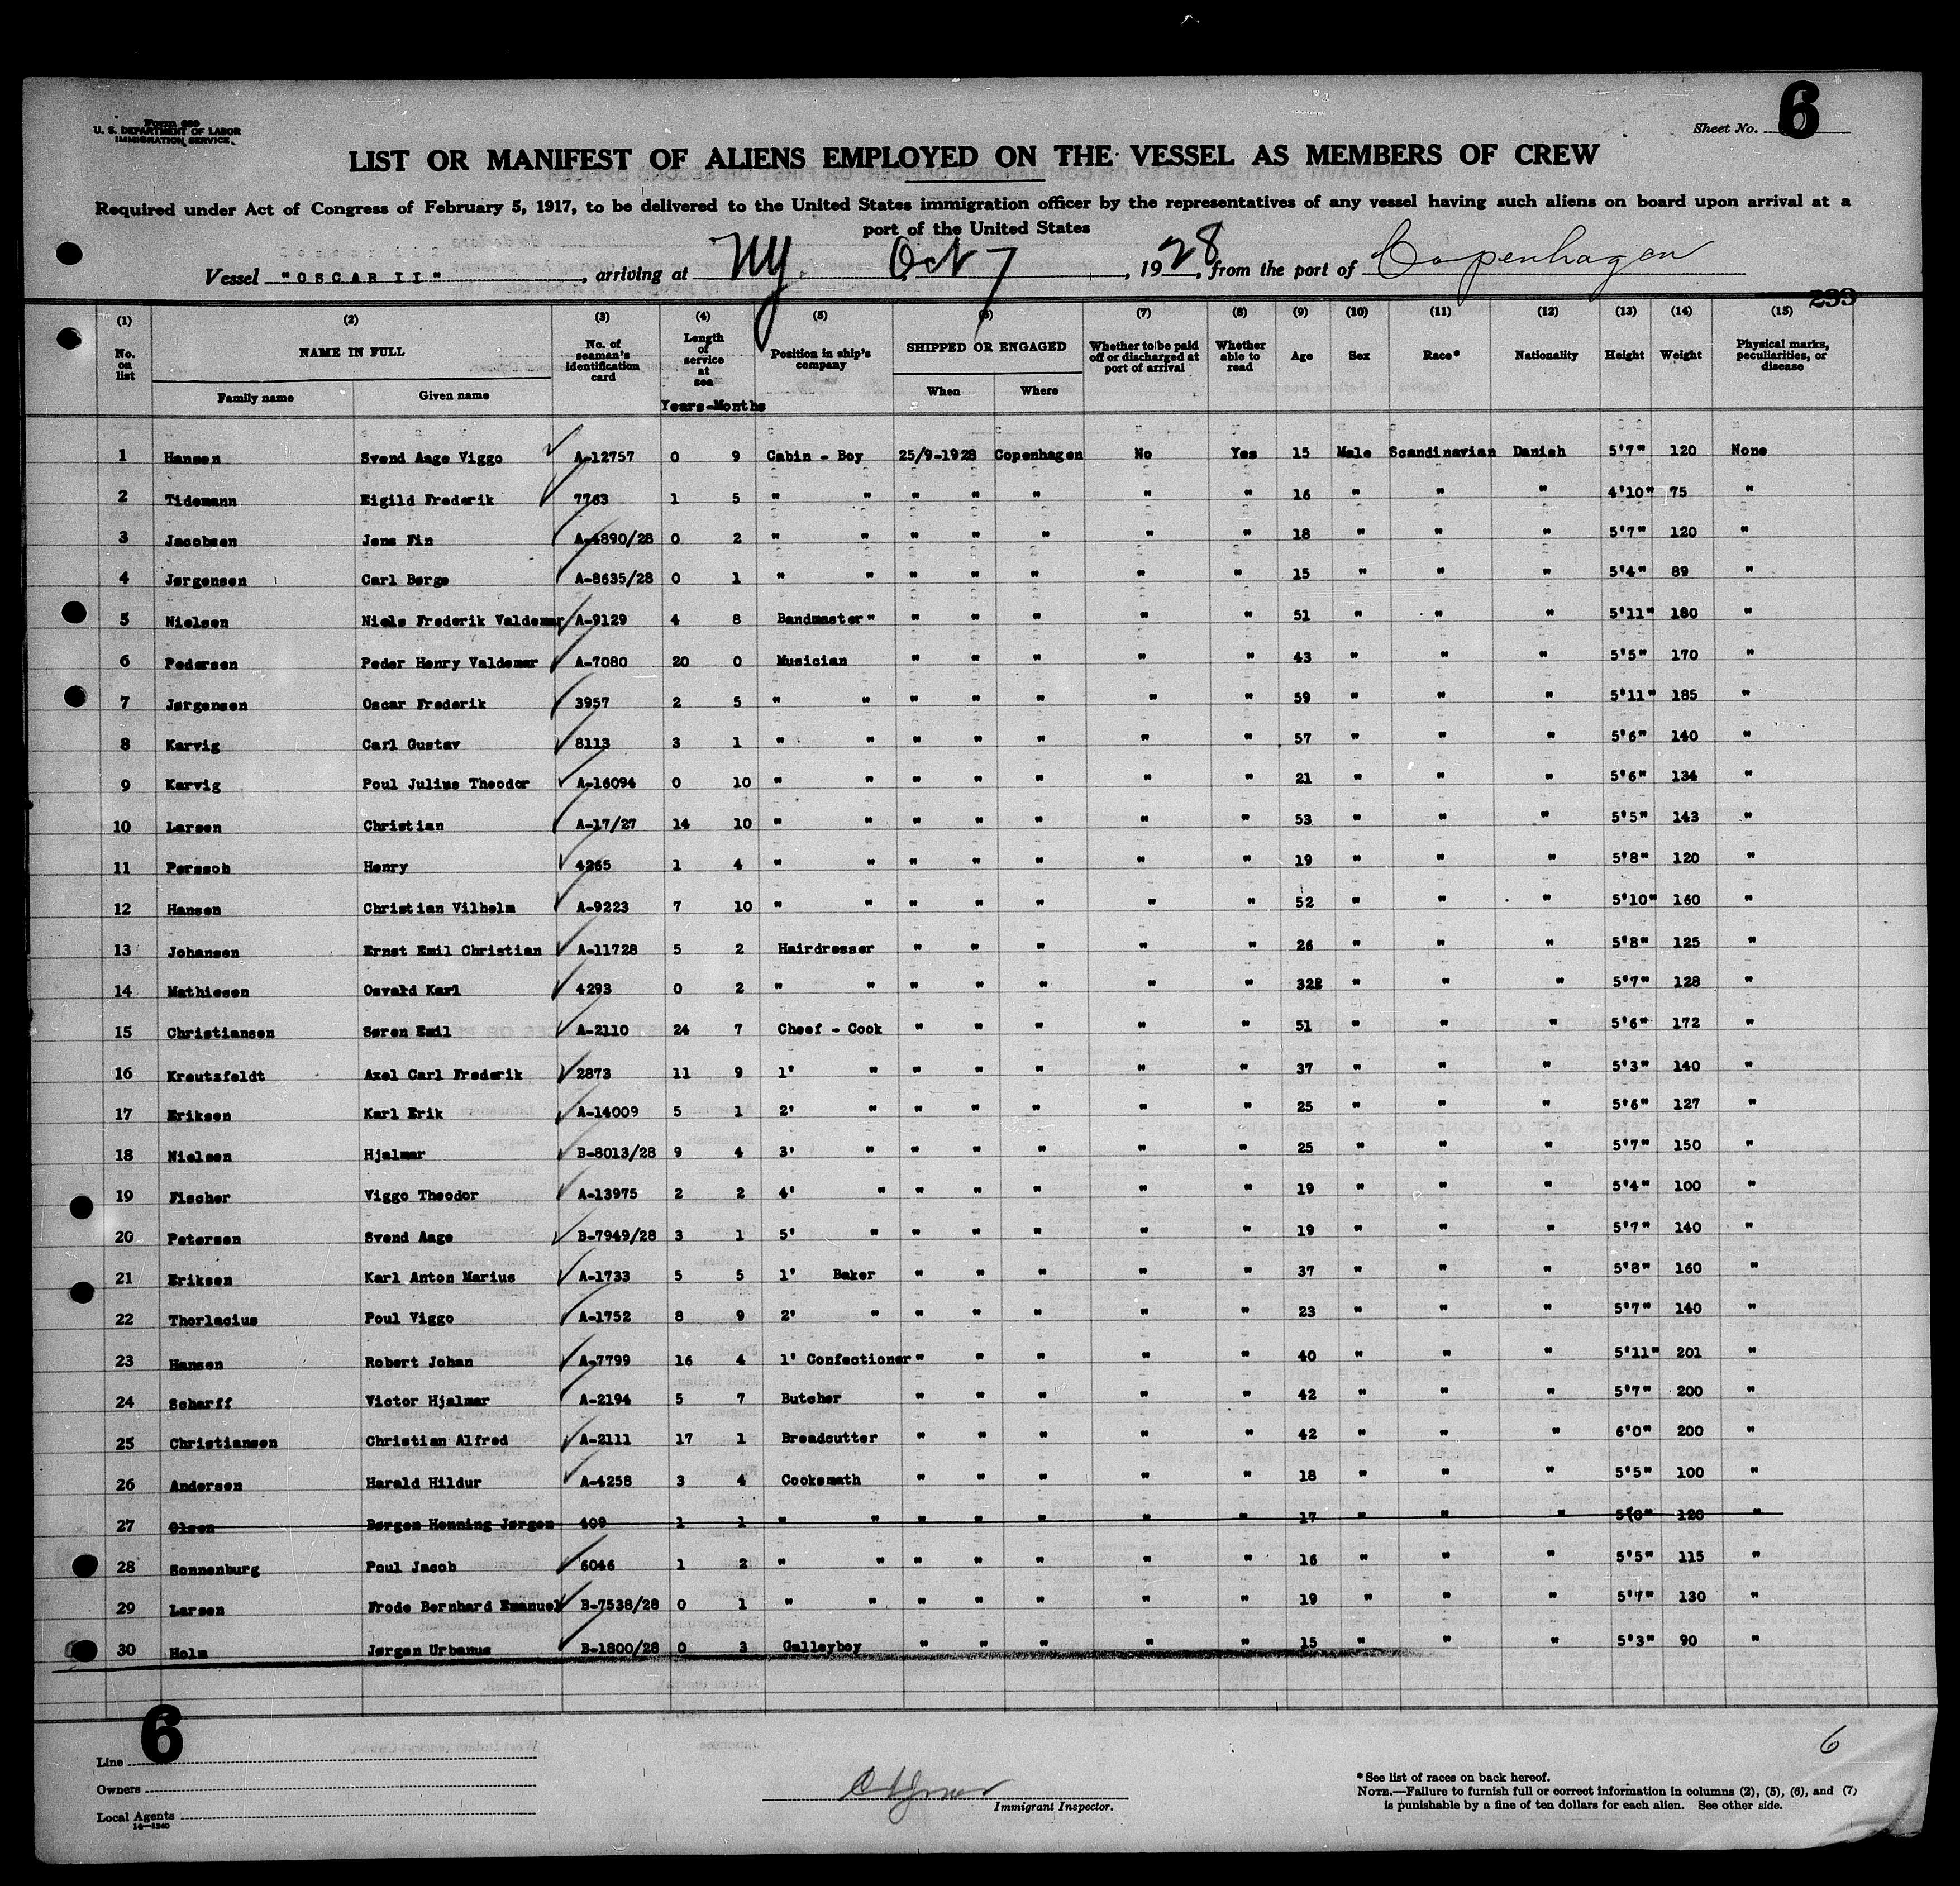 Form 689
U. S. DEPARTMENT OF LABOR
IMMIGRATION SERVICE
Sheet No. 6
LIST OR MANIFEST OF ALIENS EMPLOYED ON THE VESSEL AS MEMBERS OF CREW
Required under Act of Congress of February 5, 1917, to be delivered to the United States immigration officer by the representatives of any vessel having such aliens on board upon arrival at a
port of the United States
Vessel "OSCAR II", arriving at NY. Oct 7, 1928, from the port of Copenhagen
233
(1) (2) (3) (4) (5) (6) (7) (8) (9) (10) (11) (12) (13) (14) (15)
No. on list NAME IN FULL Family name Given name No. of seaman's identification card Length of service at sea Years-Months Position in ship's company SHIPPED OR ENGAGED When Where Whether to be paid off or discharged at port of arrival Whether able to read Age Sex Race* Nationality Height Weight Physical marks, peculiarities, or disease
1 Hansen Svend Aage Viggo A-12757 0 9 Cabin - Boy 25/9-1928 Copenhagen No Yes 15 Male Scandinavian Danish 5'7" 120 None
2 Tidemann Eigild Frederik 7763 1 5 " " " " " " " 16 " " " 4'10" 75 "
3 Jacobsen Jens Fin A-4890/28 0 2 " " " " " " " 18 " " " 5'7" 120 "
4 Jørgensen Carl Børge A-8635/28 0 1 " " " " " " " 15 " " " 5'4" 89 "
5 Nielsen Niels Frederik Valdemar A-9129 4 8 Bandmaster " " " " " " 51 " " " 5'11" 180 "
6 Pedersen Peder Henry Valdemar A-7080 20 0 Musician " " " " " 43 " " " 5'5" 170 "
7 Jørgensen Oscar Frederik 3957 2 5 " " " " " " " 59 " " " 5'11" 185 "
8 Karvig Carl Gustav 8113 3 1 " " " " " " " 57 " " " 5'6" 140 "
9 Karvig Poul Julius Theodor A-16094 0 10 " " " " " " " 21 " " " 5'6" 134 "
10 Larsen Christian A-17/27 14 10 " " " " " " " 53 " " " 5'5" 143 "
11 Perssoh Henry 4265 1 4 " " " " " " " 19 " " " 5'8" 120 "
12 Hansen Christian Vilhelm A-9223 7 10 " " " " " " " 52 " " " 5'10" 160 "
13 Johansen Ernst Emil Christian A-11728 5 2 Hairdresser " " " " " 26 " " " 5'8" 125 "
14 Mathiesen Osvald Karl 4293 0 2 " " " " " " " 328 " " " 5'7" 128 "
15 Christiansen Søren Emil A-2110 24 7 Cheef - Cook " " " " " 51 " " " 5'6" 172 "
16 Kreutzfeldt Axel Carl Frederik 2873 11 9 1' " " " " " " 37 " " " 5'3" 140 "
17 Eriksen Karl Erik A-14009 5 1 2' " " " " " " 25 " " " 5'6" 127 "
18 Nielsen Hjalmar B-8013/28 9 4 3' " " " " " " 25 " " " 5'7" 150 "
19 Fischer Viggo Theodor A-13975 2 2 4' " " " " " " 19 " " " 5'4" 100 "
20 Petersen Svend Aage B-7949/28 3 1 5' " " " " " " 19 " " " 5'7" 140 "
21 Eriksen Karl Anton Marius A-1733 5 5 1' Baker " " " " " 37 " " " 5'8" 160 "
22 Thorlacius Poul Viggo A-1752 8 9 2' " " " " " " 23 " " " 5'7" 140 "
23 Hansen Robert Johan A-7799 16 4 1' Confectioner " " " " " 40 " " " 5'11" 201 "
24 Scharff Victor Hjalmar A-2194 5 7 Butcher " " " " " 42 " " " 5'7" 200 "
25 Christiansen Christian Alfred A-2111 17 1 Breadcutter " " " " " 42 " " " 6'0" 200 "
26 Andersen Harald Hildur A-4258 3 4 Cooksmath " " " " " 18 " " " 5'5" 100 "
27 Olsen Børgen Henning Jørgen 409 1 1 " " " " " " " 17 " " " 120 "
28 Sonnenburg Poul Jacob 6046 1 2 " " " " " " " 16 " " " 5'5" 115 "
29 Larsen Frode Bernhard Emanuel B-7538/28 0 1 " " " " " " " 19 " " " 5'7" 130 "
30 Holm Jørgen Urbanus B-1800/28 0 3 Galleyboy " " " " " 15 " " " 5'3" 90 "
6
6
Line
Owners
Local Agents
14-1240
Immigrant Inspector.
*See list of races on back hereof.
NOTE.—Failure to furnish full or correct information in columns (2), (5), (6), and (7)
is punishable by a fine of ten dollars for each alien. See other side.